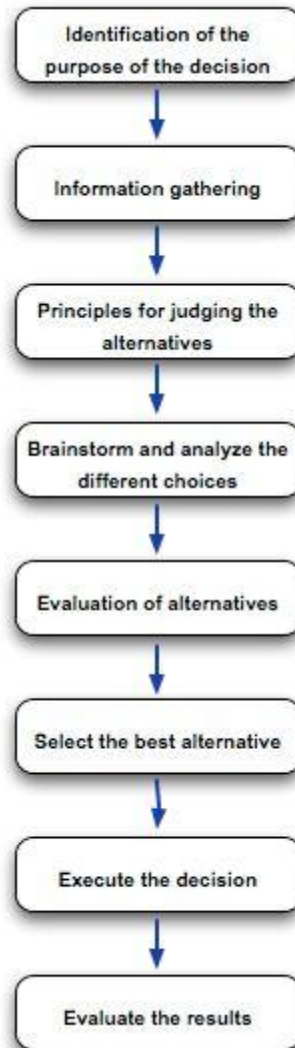 Identification of the
purpose of the decision
Information gathering
Principles for judging the
alternatives
Brainstorm and analyze the
different choices
Evaluation of alternatives
Select the best alternative
Execute the decision
Evaluate the results